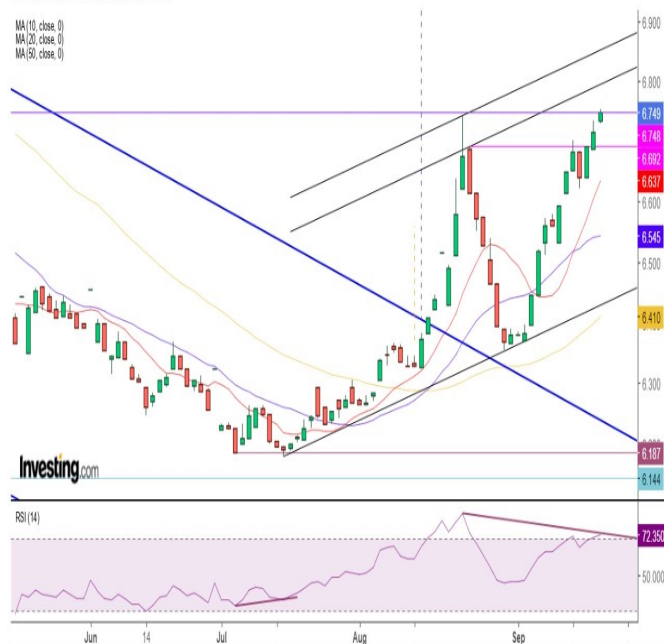 MA (10, close, 0)
MA (20, close, 0)
MA (50, close, 0)
6.900
6.800
6.749
6.748
6.692
6.637
6.600
6.545
6.500
6.410
6.300
6.187
6.144
Investing.com
RSI (14)
72.350
50.000
Jun
14
Jul
Aug
Sep